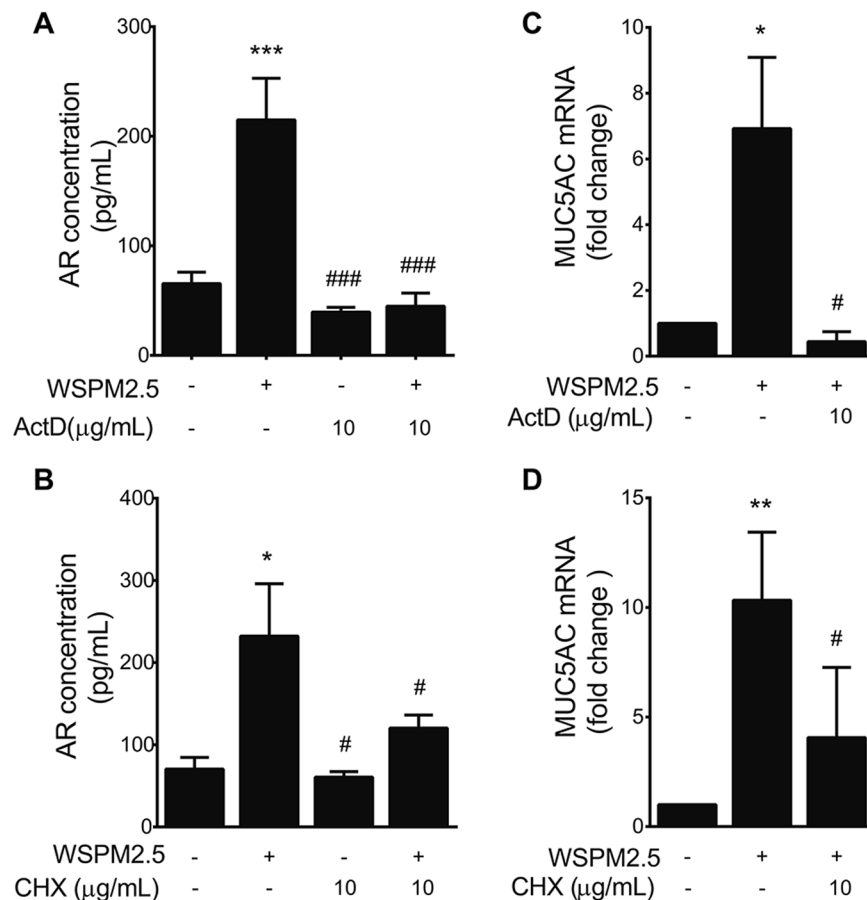 A
AR concentration
(pg/mL)
300
200
100
0
***
###
###
WSPM2.5 - + - +
ActD(μg/mL) - - 10 10
C
MUC5AC mRNA
(fold change)
10
8
6
4
2
0
*
#
WSPM2.5 - + +
ActD (μg/mL) - - 10
B
AR concentration
(pg/mL)
400
300
200
100
0
*
#
#
WSPM2.5 - + - +
CHX (μg/mL) - - 10 10
D
MUC5AC mRNA
(fold change )
15
10
5
0
**
#
WSPM2.5 - + +
CHX (μg/mL) - - 10